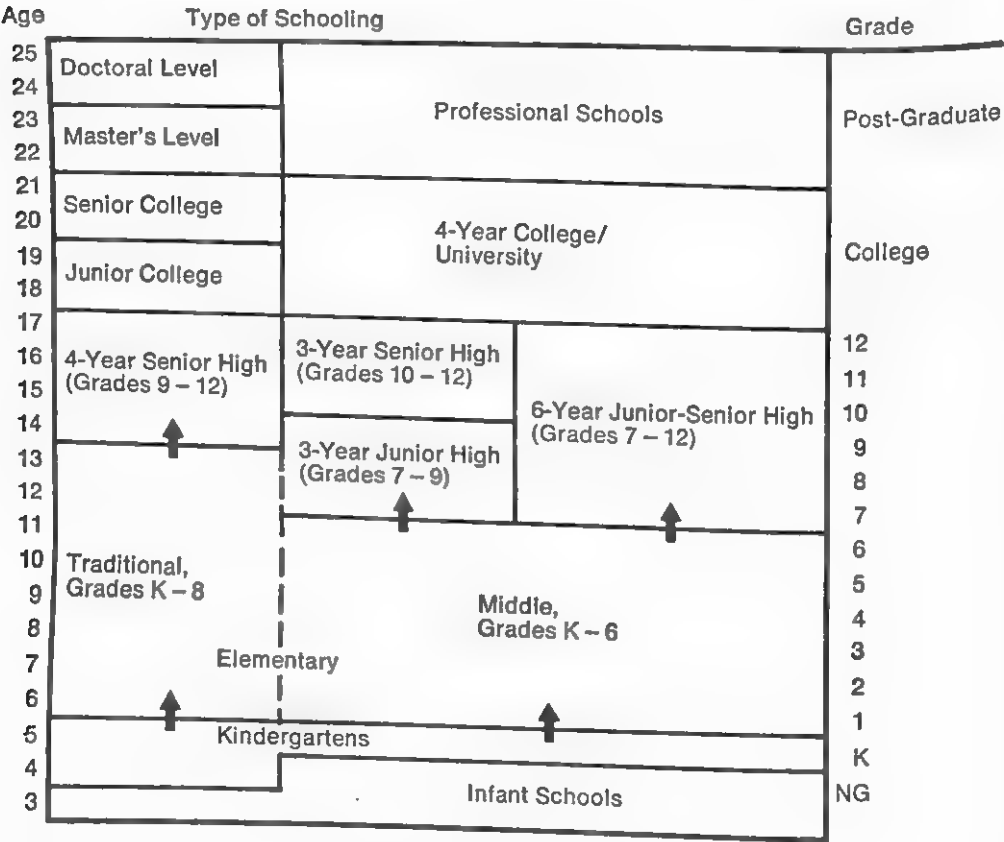 Age
Type of Schooling
Grade
25
24
23
22
21
20
19
18
17
16
15
14
13
12
11
10
9
8
7
6
5
4
3
Doctoral Level
Master's Level
Senior College
Junior College
4-Year Senior High
(Grades 9 – 12)
Traditional,
Grades K – 8
Professional Schools
4-Year College/
University
3-Year Senior High
(Grades 10 – 12)
3-Year Junior High
(Grades 7 – 9)
6-Year Junior-Senior High
(Grades 7 – 12)
Middle,
Grades K – 6
Elementary
Kindergartens
Infant Schools
Post-Graduate
College
12
11
10
9
8
7
6
5
4
3
2
1
K
NG